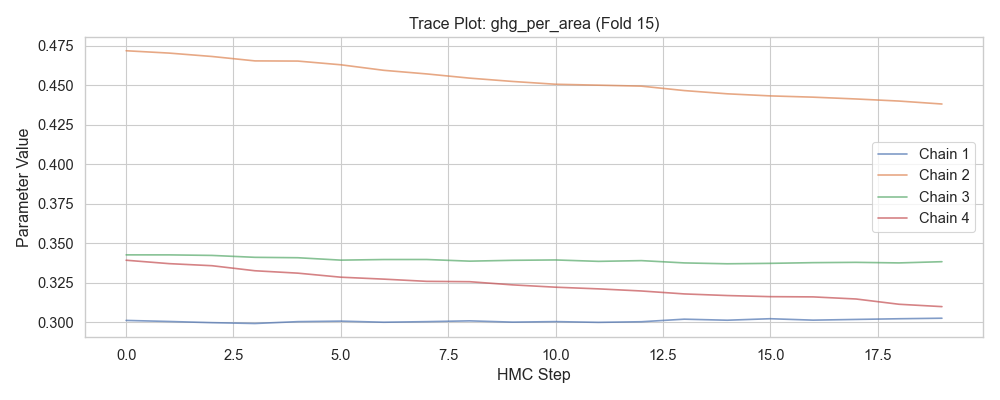 Trace Plot: ghg_per_area (Fold 15)
Parameter Value
0.475
0.450
0.425
0.400
0.375
0.350
0.325
0.300
Chain 1
Chain 2
Chain 3
Chain 4
0.0 2.5 5.0 7.5 10.0 12.5 15.0 17.5
HMC Step